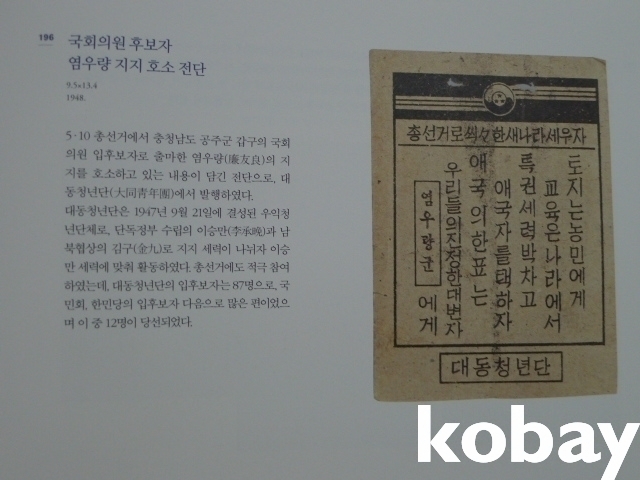 196
국회의원 후보자
염우량 지지 호소 전단
9.5×13.4
1948.
5·10 총선거에서 충청남도 공주군 갑구의 국회
의원 입후보자로 출마한 염우량(廉友良)의 지
지를 호소하고 있는 내용이 담긴 전단으로, 대
동청년단(大同青年團)에서 발행하였다.
대동청년단은 1947년 9월 21일에 결성된 우익청
년단체로, 단독정부 수립의 이승만(李承晩)과 남
북협상의 김구(金九)로 지지 세력이 나뉘자 이승
만 세력에 맞춰 활동하였다. 총선거에도 적극 참여
하였는데, 대동청년단의 입후보자는 87명으로, 국
민회, 한민당의 입후보자 다음으로 많은 편이었으
며 이 중 12명이 당선되었다.
총선거로씩々한새나라세우자
토지는농민에게
교육은나라에서
특권세력박차고
애국자를택하자
애국의한표는
우리들의진정한대변자
염우량군 에게
대동청년단
kobay